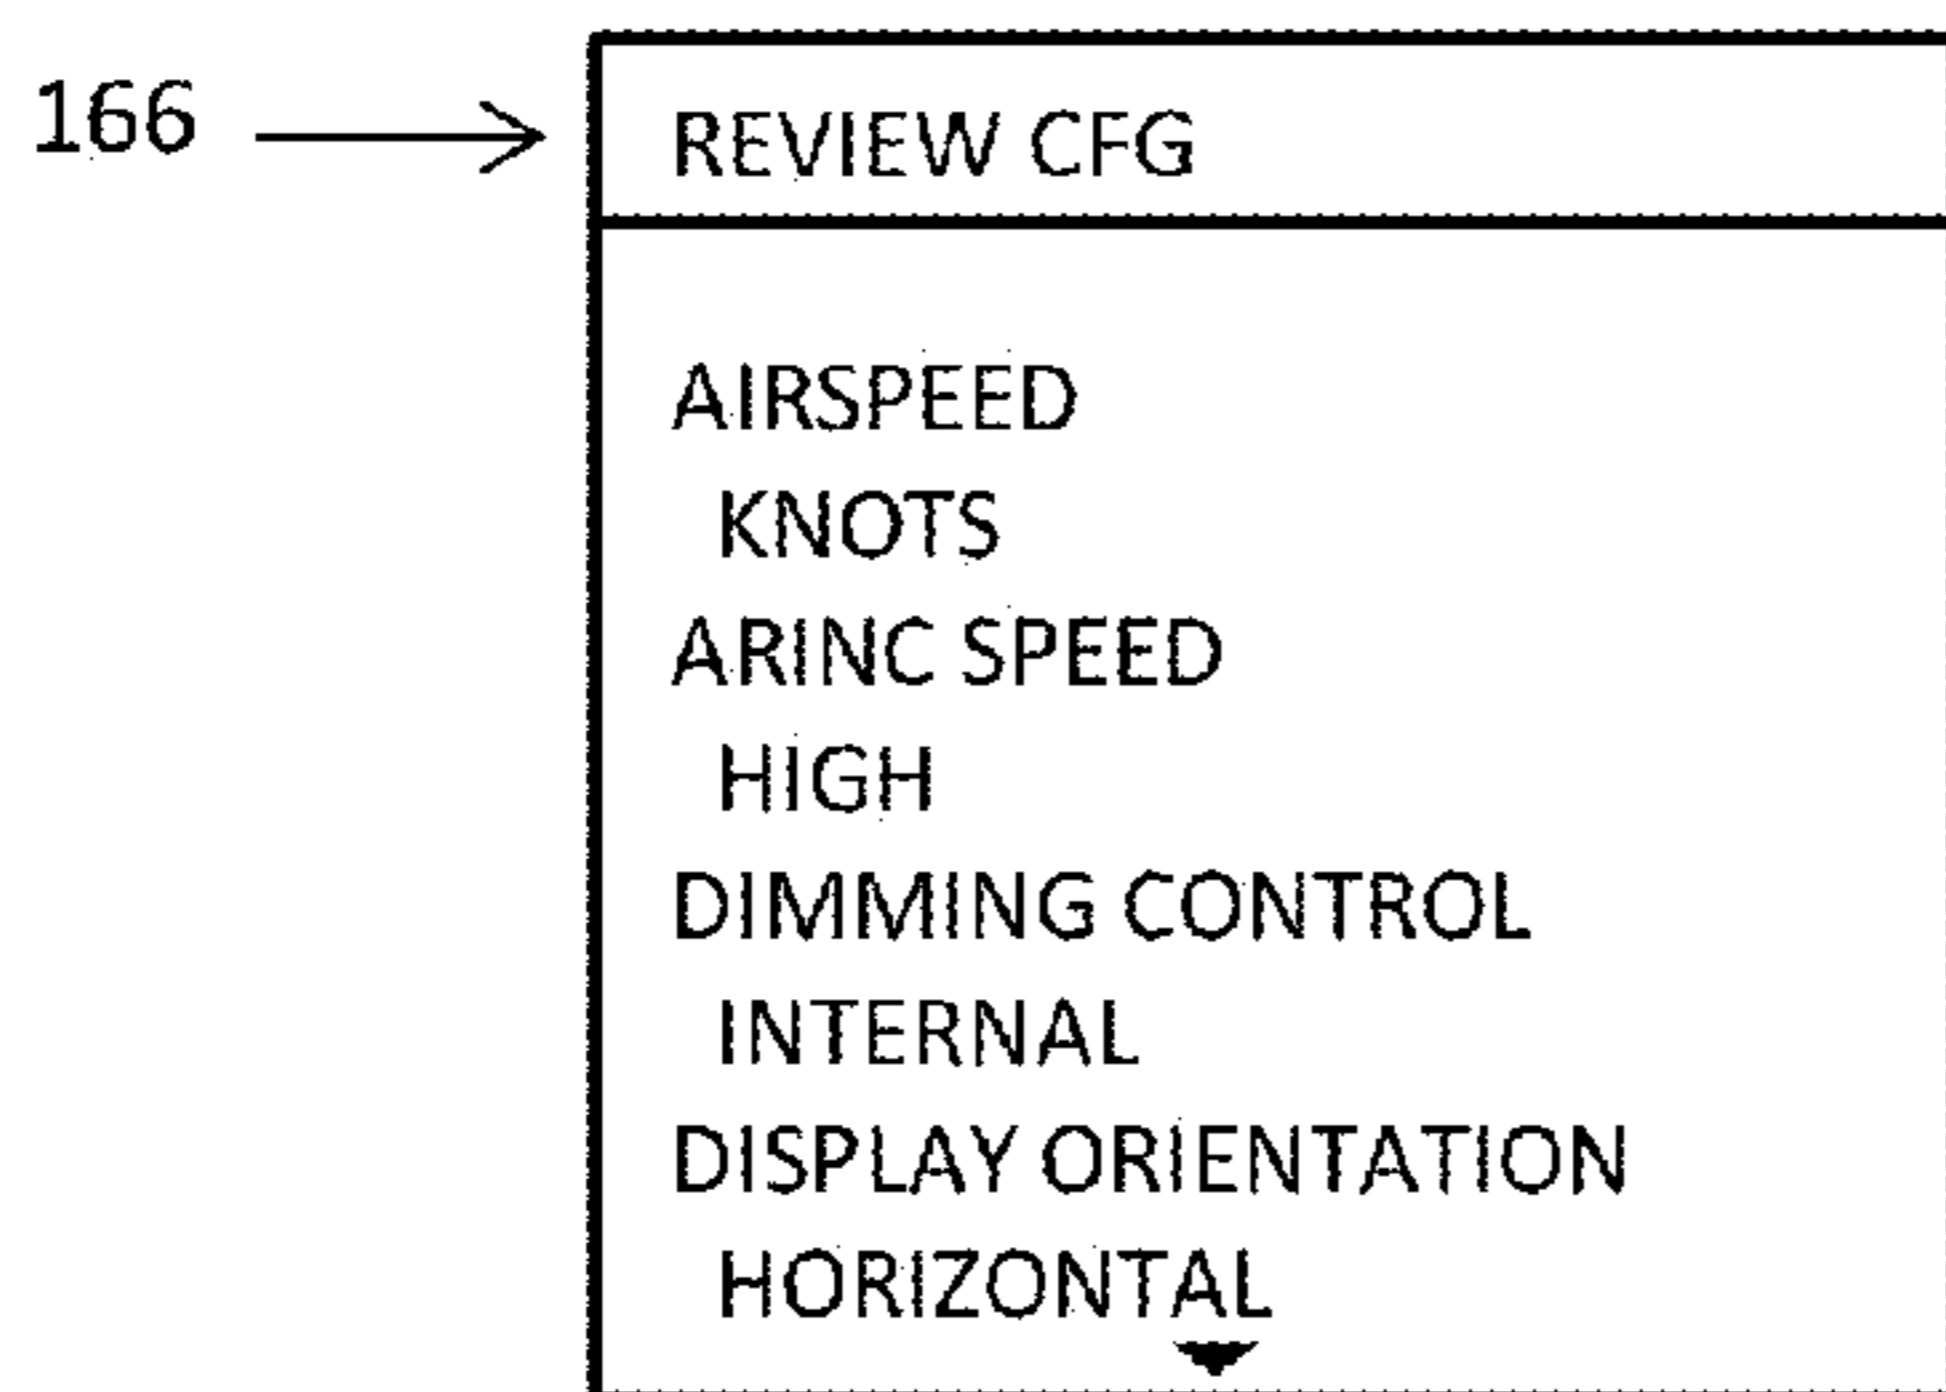 166
REVIEW CFG
AIRSPEED
KNOTS
ARINC SPEED
HIGH
DIMMING CONTROL
INTERNAL
DISPLAY ORIENTATION
HORIZONTAL